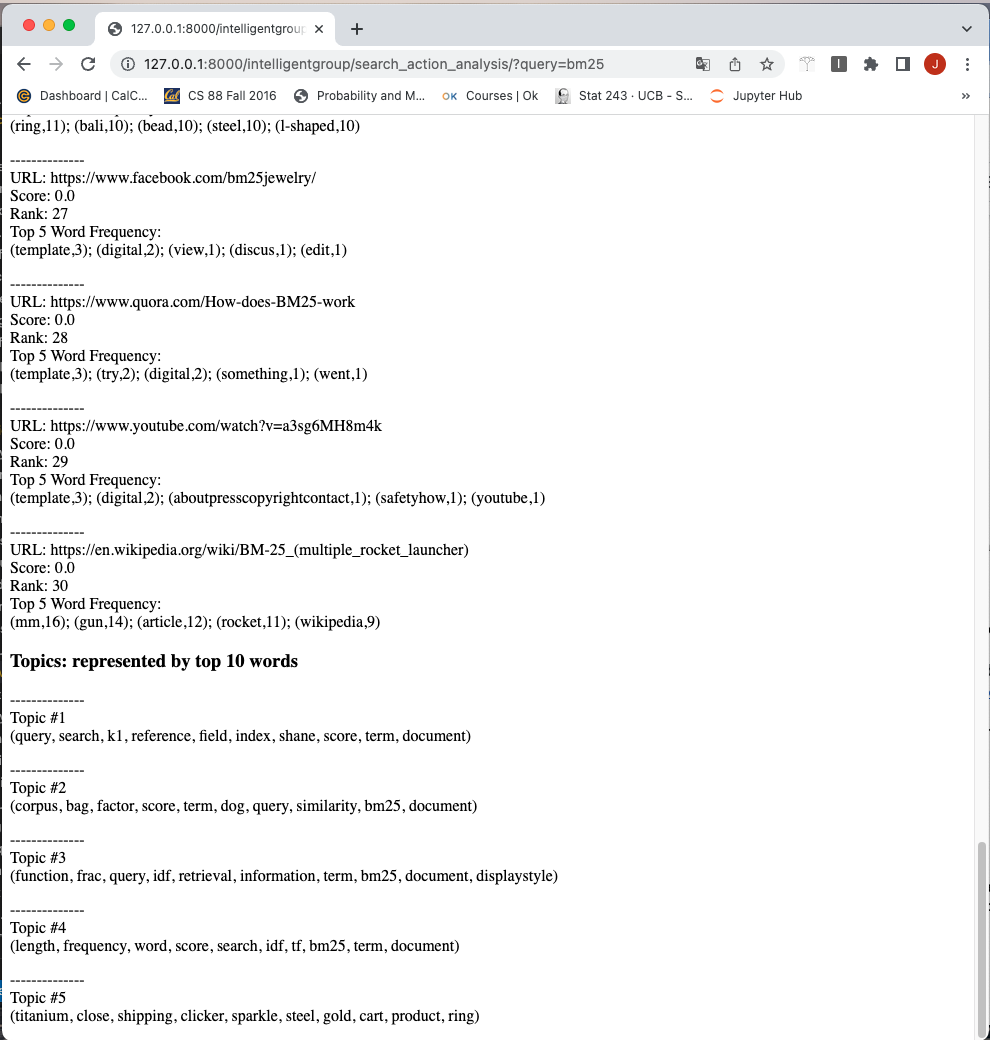 127.0.0.1:8000/intelligentgroup
127.0.0.1:8000/intelligentgroup/search_action_analysis/?query=bm25
J
Dashboard | CalC...
CS 88 Fall 2016
Probability and M...
OK Courses | Ok
Stat 243 · UCB - S...
Jupyter Hub
»
(ring,11); (bali,10); (bead,10); (steel,10); (l-shaped,10)
--------------
URL: https://www.facebook.com/bm25jewelry/
Score: 0.0
Rank: 27
Top 5 Word Frequency:
(template,3); (digital,2); (view,1); (discus,1); (edit,1)
--------------
URL: https://www.quora.com/How-does-BM25-work
Score: 0.0
Rank: 28
Top 5 Word Frequency:
(template,3); (try,2); (digital,2); (something,1); (went,1)
--------------
URL: https://www.youtube.com/watch?v=a3sg6MH8m4k
Score: 0.0
Rank: 29
Top 5 Word Frequency:
(template,3); (digital,2); (aboutpresscopyrightcontact,1); (safetyhow,1); (youtube,1)
--------------
URL: https://en.wikipedia.org/wiki/BM-25_(multiple_rocket_launcher)
Score: 0.0
Rank: 30
Top 5 Word Frequency:
(mm,16); (gun,14); (article,12); (rocket,11); (wikipedia,9)
Topics: represented by top 10 words
--------------
Topic #1
(query, search, k1, reference, field, index, shane, score, term, document)
--------------
Topic #2
(corpus, bag, factor, score, term, dog, query, similarity, bm25, document)
--------------
Topic #3
(function, frac, query, idf, retrieval, information, term, bm25, document, displaystyle)
--------------
Topic #4
(length, frequency, word, score, search, idf, tf, bm25, term, document)
--------------
Topic #5
(titanium, close, shipping, clicker, sparkle, steel, gold, cart, product, ring)